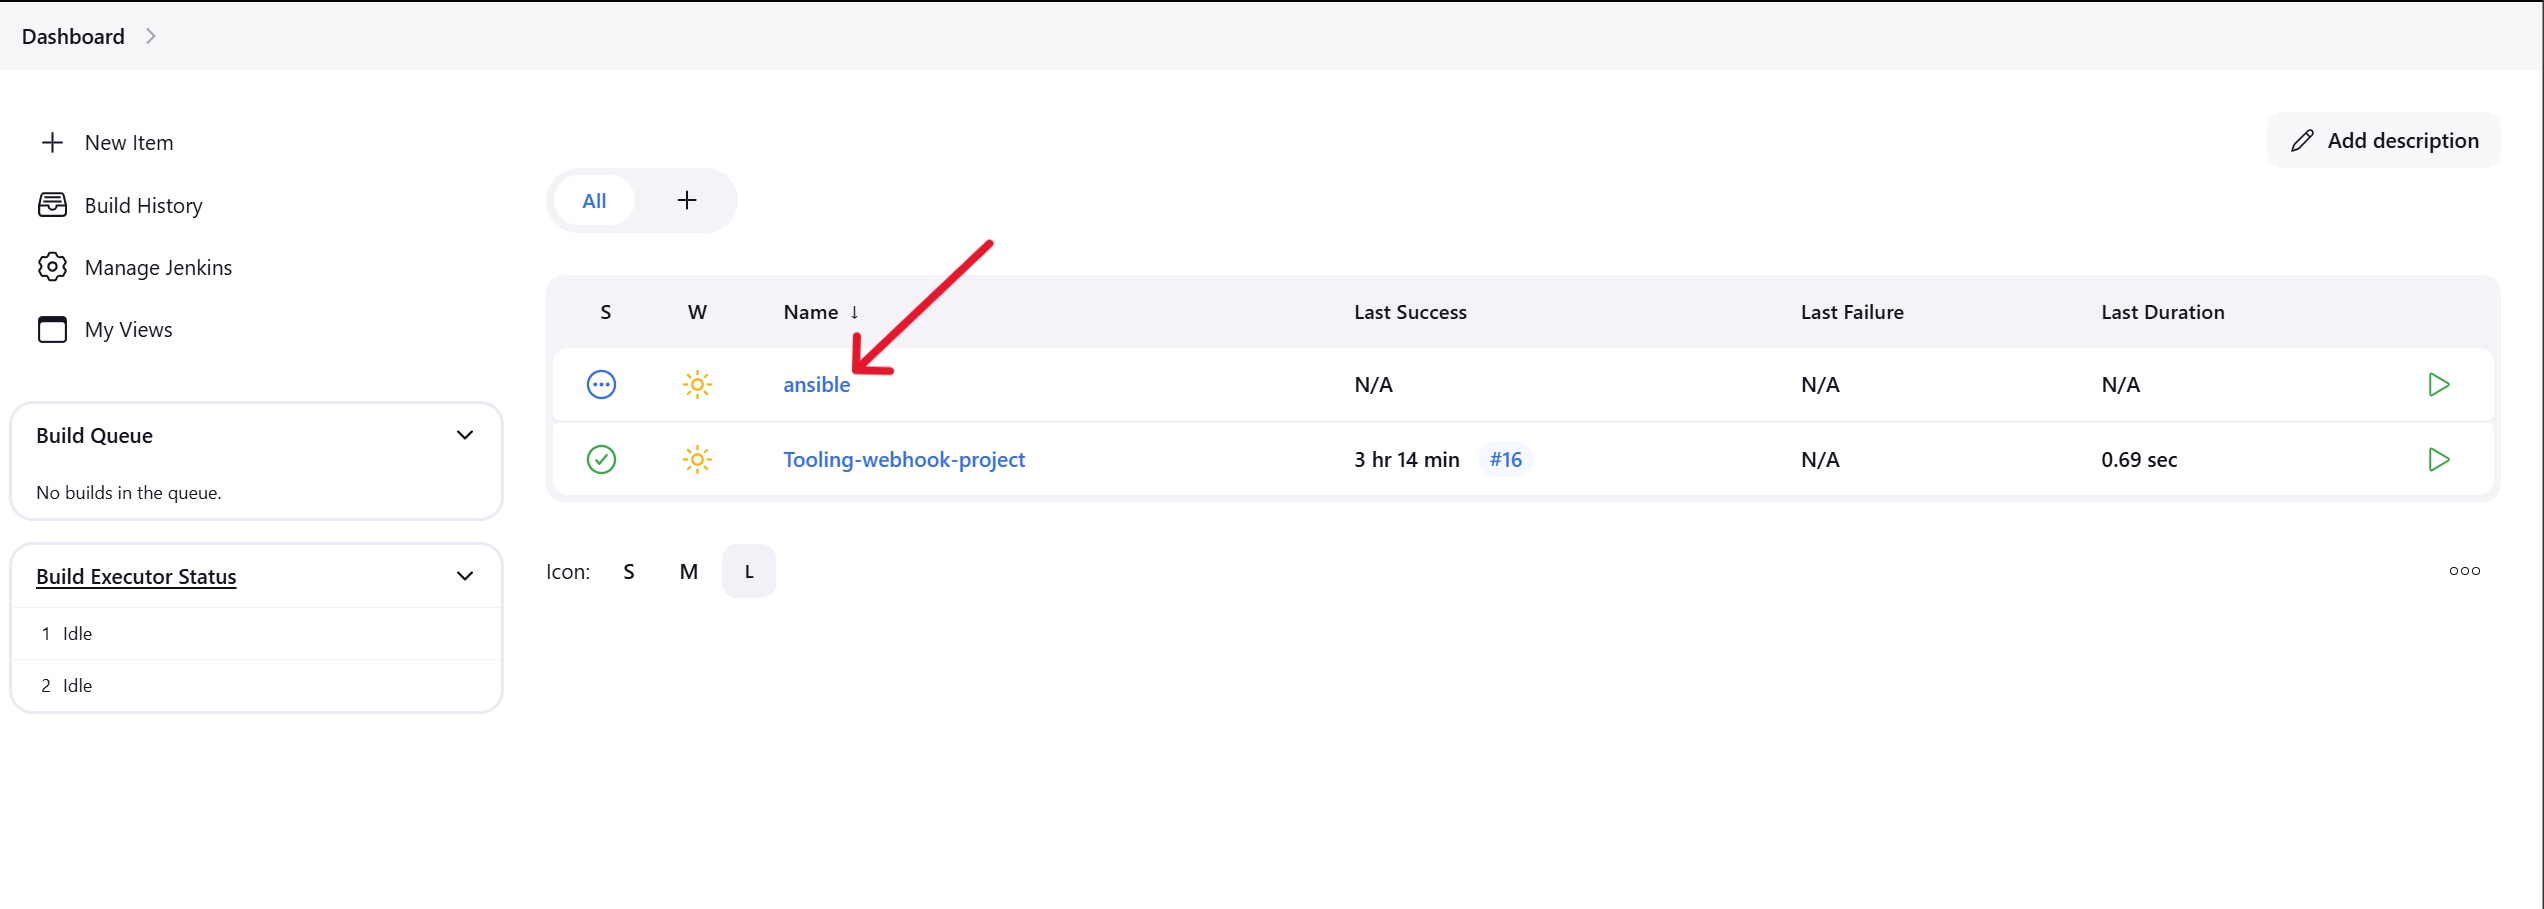 Dashboard
New Item
Build History
Manage Jenkins
My Views
Build Queue
No builds in the queue.
Build Executor Status
1 Idle
2 Idle
Add description
All
S W Name ↓ Last Success Last Failure Last Duration
ansible N/A N/A N/A
Tooling-webhook-project 3 hr 14 min #16 N/A 0.69 sec
Icon: S M L